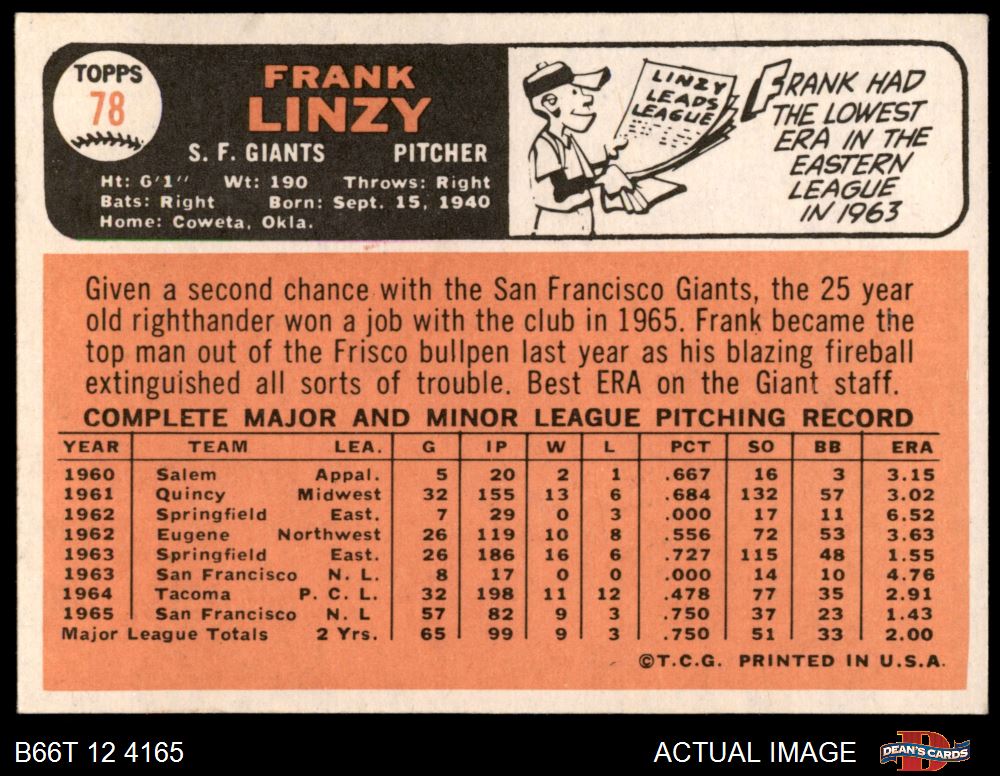 TOPPS
78
FRANK
LINZY
S. F. GIANTS PITCHER
Ht: 6'1" Wt: 190 Throws: Right
Bats: Right Born: Sept. 15, 1940
Home: Coweta, Okla.
LINZY
LEADS
LEAGUE
FRANK HAD
THE LOWEST
ERA IN THE
EASTERN
LEAGUE
IN 1963
Given a second chance with the San Francisco Giants, the 25 year
old righthander won a job with the club in 1965. Frank became the
top man out of the Frisco bullpen last year as his blazing fireball
extinguished all sorts of trouble. Best ERA on the Giant staff.
COMPLETE MAJOR AND MINOR LEAGUE PITCHING RECORD
YEAR TEAM LEA. G IP W L PCT SO BB ERA
1960 Salem Appal. 5 20 2 1 .667 16 3 3.15
1961 Quincy Midwest 32 155 13 6 .684 132 57 3.02
1962 Springfield East. 7 29 0 3 .000 17 11 6.52
1962 Eugene Northwest 26 119 10 8 .556 72 53 3.63
1963 Springfield East. 26 186 16 6 .727 115 48 1.55
1963 San Francisco N. L. 8 17 0 0 .000 14 10 4.76
1964 Tacoma P. C. L. 32 198 11 12 .478 77 35 2.91
1965 San Francisco N. L 57 82 9 3 .750 37 23 1.43
Major League Totals 2 Yrs. 65 99 9 3 .750 51 33 2.00
©T.C.G. PRINTED IN U.S.A.
B66T 12 4165
ACTUAL IMAGE
D
DEAN'S CARDS